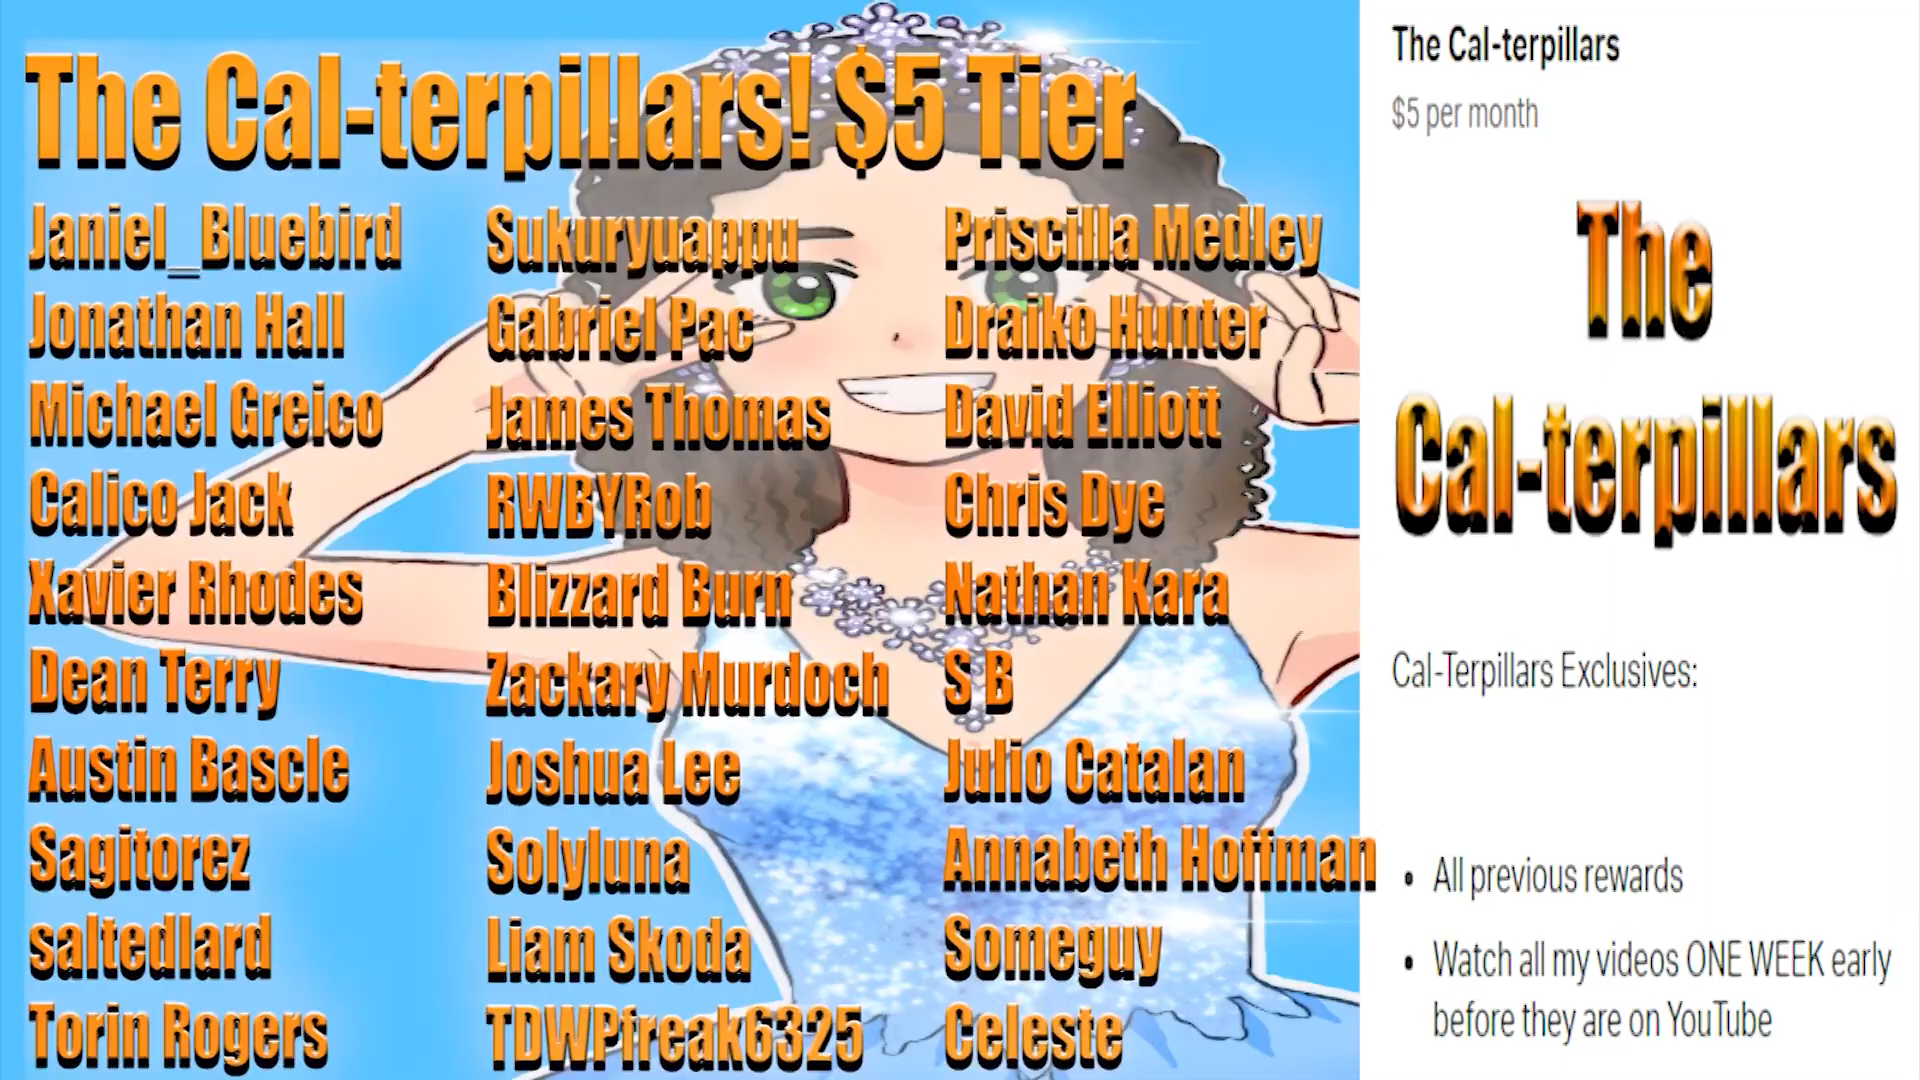 The Cal-terpillars! $5 Tier
Janiel_Bluebird
Jonathan Hall
Michael Greico
Calico Jack
Xavier Rhodes
Dean Terry
Austin Bascle
Sagitorez
saltedlard
Torin Rogers
Sukuryuappu
Gabriel Pac
James Thomas
RWBYRob
Blizzard Burn
Zackary Murdoch
Joshua Lee
Solyluna
Liam Skoda
TDWPfreak6325
Priscilla Medley
Draiko Hunter
David Elliott
Chris Dye
Nathan Kara
S B
Julio Catalan
Annabeth Hoffman
Someguy
Celeste
The Cal-terpillars
$5 per month
The
Cal-terpillars
Cal-Terpillars Exclusives:
• All previous rewards
• Watch all my videos ONE WEEK early
before they are on YouTube